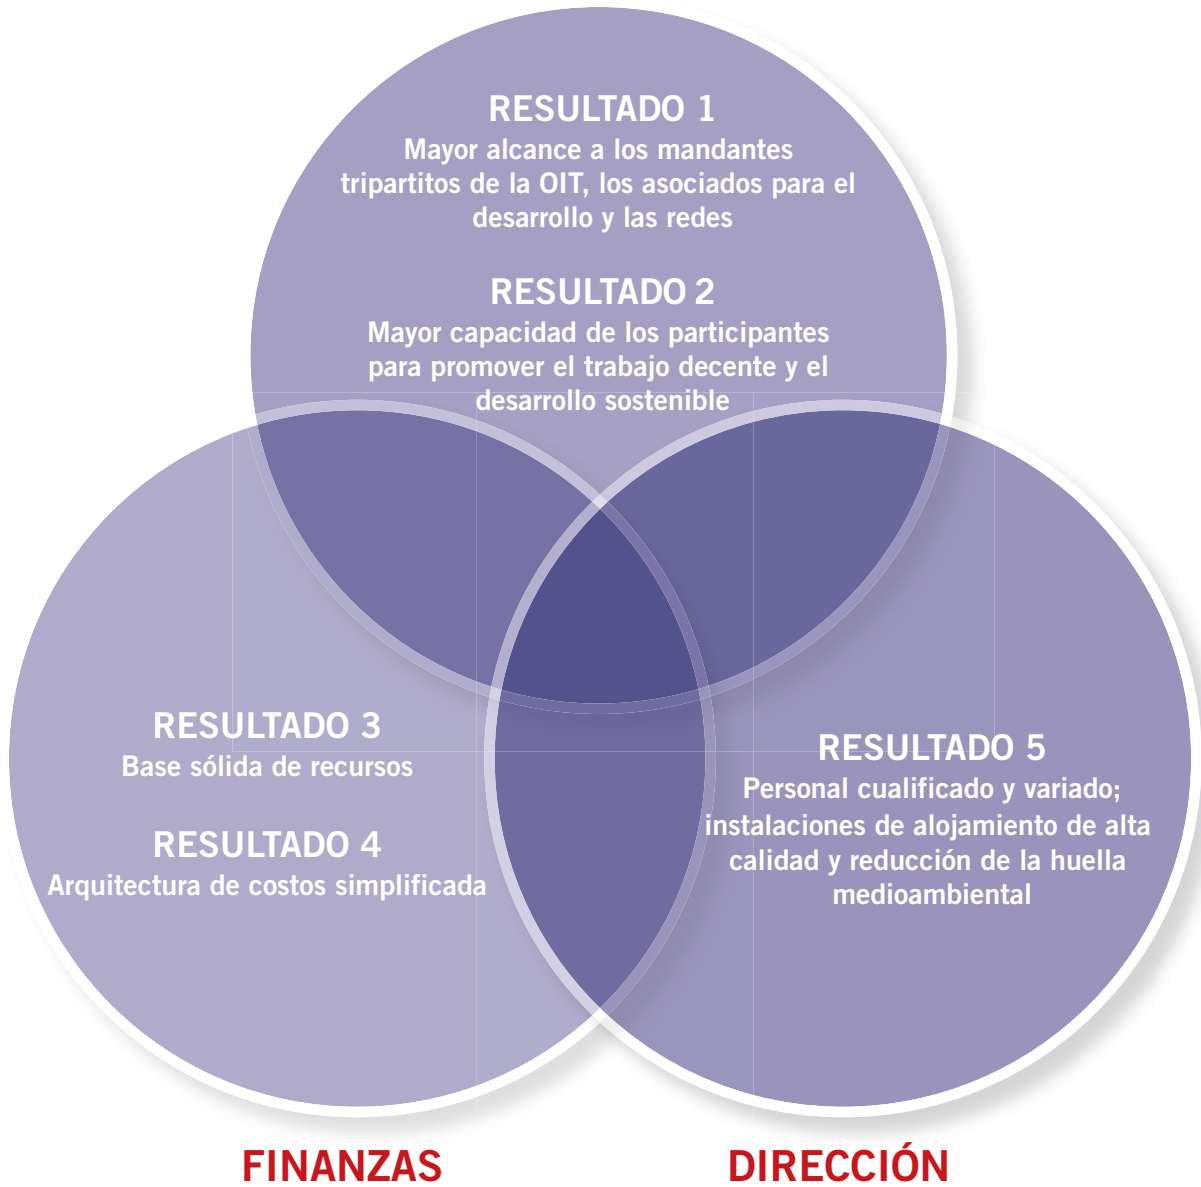 RESULTADO 1
Mayor alcance a los mandantes
tripartitos de la OIT, los asociados para el
desarrollo y las redes
RESULTADO 2
Mayor capacidad de los participantes
para promover el trabajo decente y el
desarrollo sostenible
RESULTADO 3
Base sólida de recursos
RESULTADO 4
Arquitectura de costos simplificada
RESULTADO 5
Personal cualificado y variado;
instalaciones de alojamiento de alta
calidad y reducción de la huella
medioambiental
FINANZAS
DIRECCIÓN